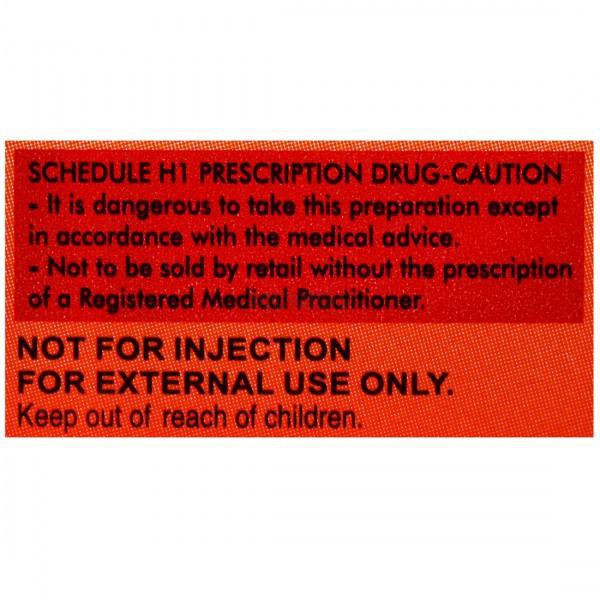 SCHEDULE H1 PRESCRIPTION DRUG-CAUTION
- It is dangerous to take this preparation except
in accordance with the medical advice.
- Not to be sold by retail without the prescription
of a Registered Medical Practitioner.
NOT FOR INJECTION
FOR EXTERNAL USE ONLY.
Keep out of reach of children.